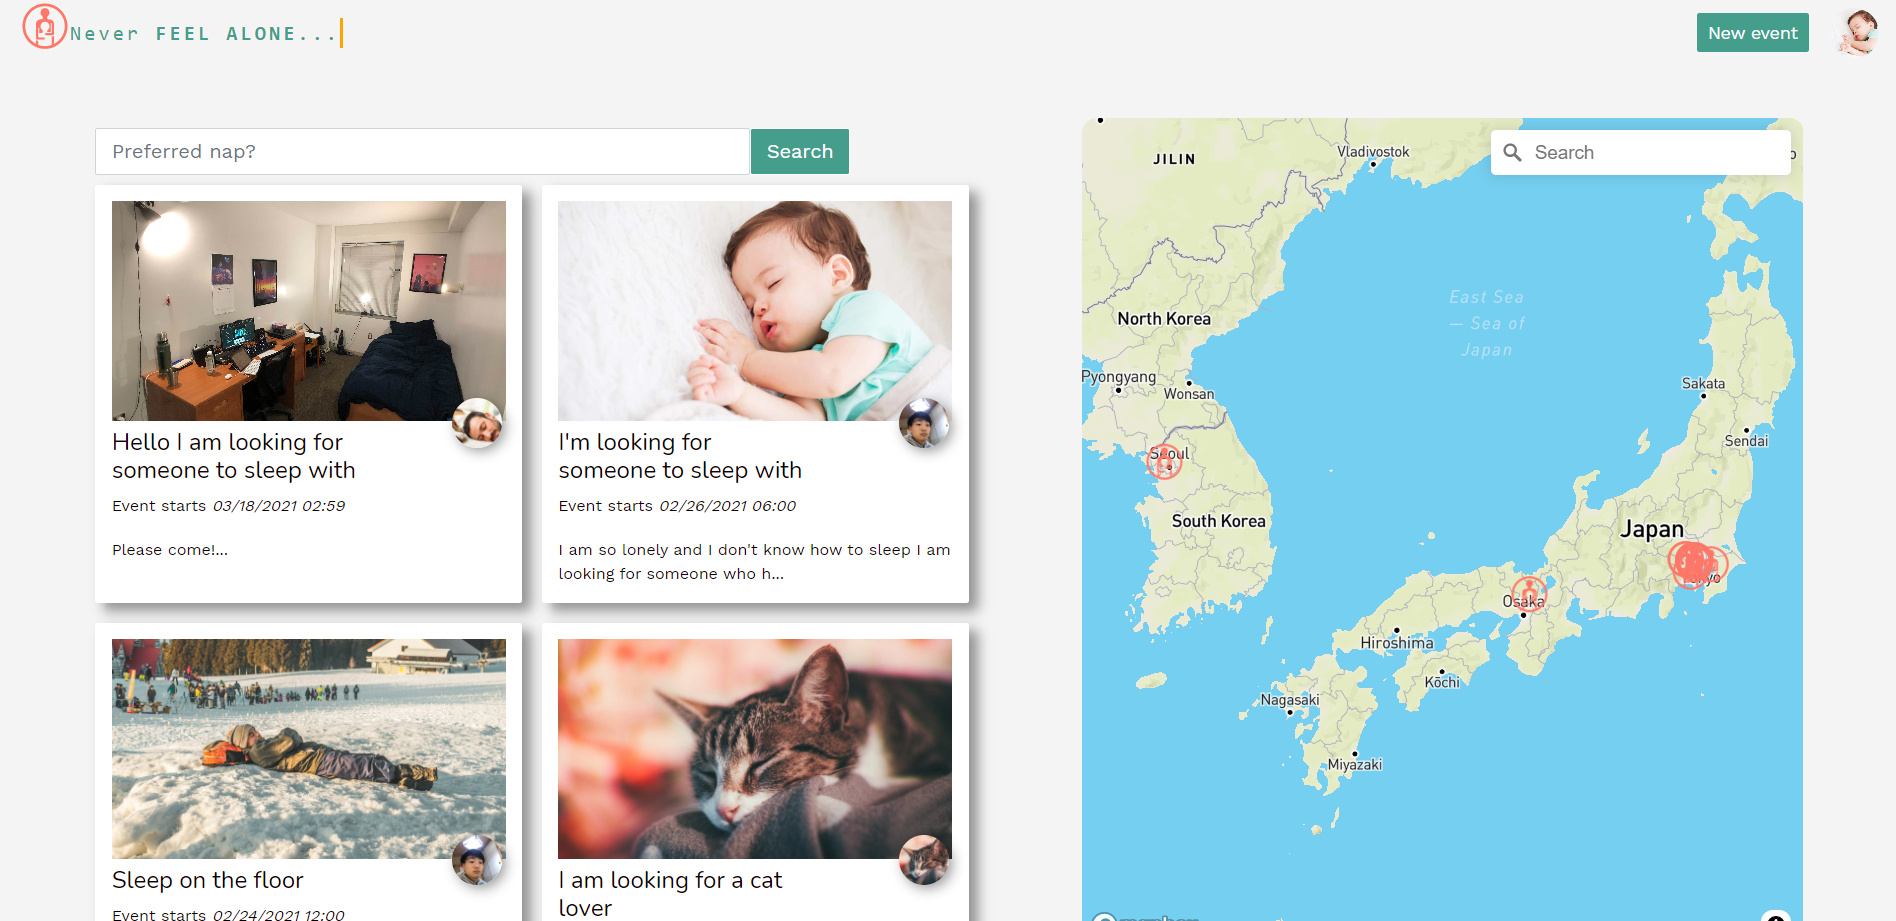 Never FEEL ALONE...
New event
Preferred nap?
Search
Hello I am looking for
someone to sleep with
Event starts 03/18/2021 02:59
Please come!...
I'm looking for
someone to sleep with
Event starts 02/26/2021 06:00
I am so lonely and I don't know how to sleep I am
looking for someone who h...
Sleep on the floor
Event starts 02/24/2021 12:00
I am looking for a cat
lover
Search
JILIN
Vladivostok
North Korea
East Sea
— Sea of
Japan
Pyongyang
Wonsan
Sakata
Sendai
Seoul
South Korea
Japan
Tokyo
Osaka
Hiroshima
Kōchi
Nagasaki
Miyazaki
mapbox